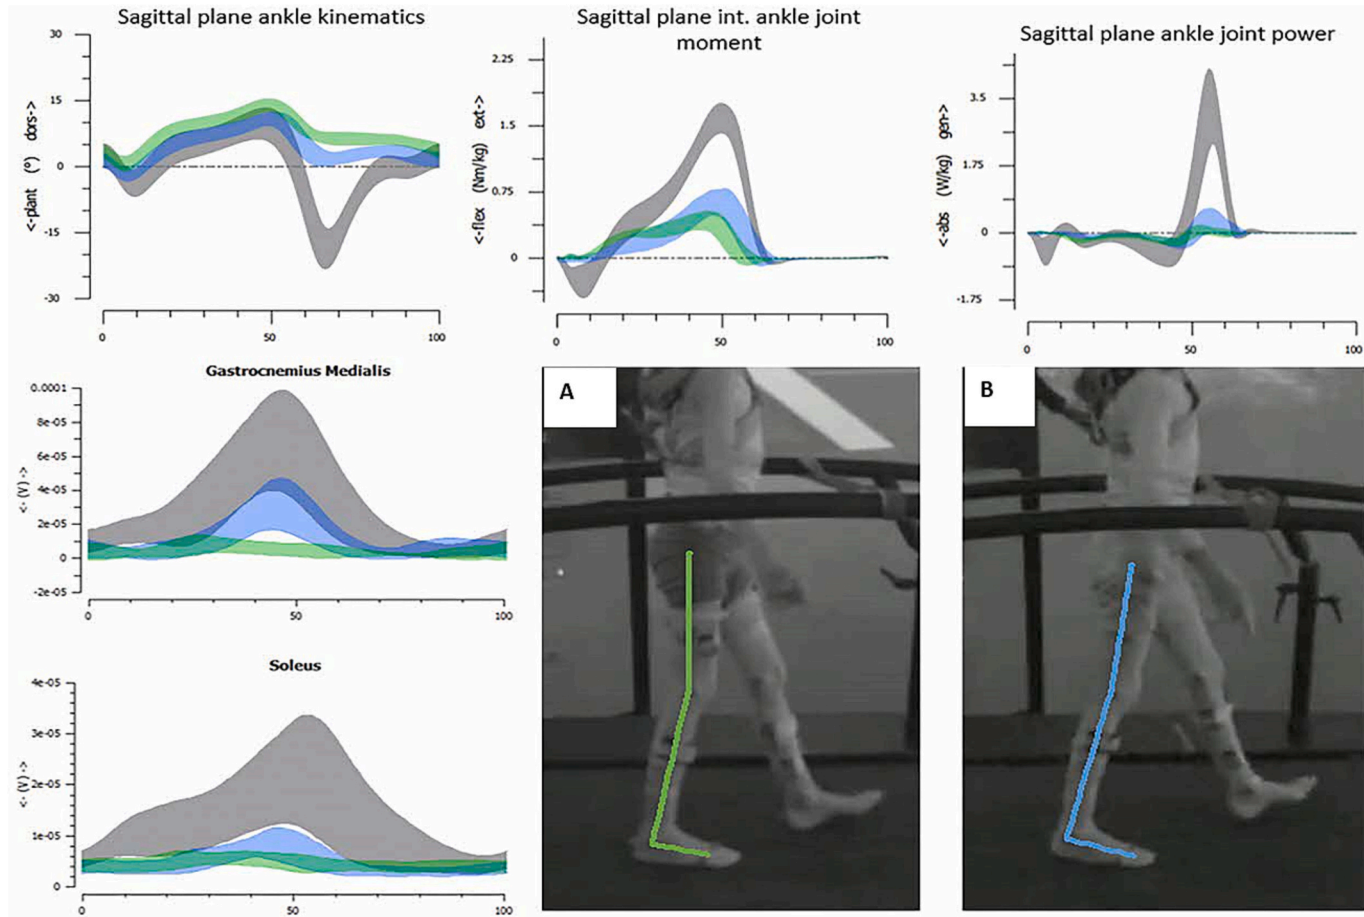 Sagittal plane ankle kinematics
30
15
0
-15
-30
<-plant (°) dors->
0
50
100
Sagittal plane int. ankle joint
moment
2.25
1.5
0.75
0
<-flex (Nm/kg) ext->
0
50
100
Sagittal plane ankle joint power
3.5
1.75
0
-1.75
<-abs (W/kg) gen->
0
50
100
Gastrocnemius Medialis
0.0001
8e-05
6e-05
4e-05
2e-05
0
-2e-05
<- (V) ->
0
50
100
A
B
Soleus
4e-05
3e-05
2e-05
1e-05
0
<- (V) ->
0
50
100